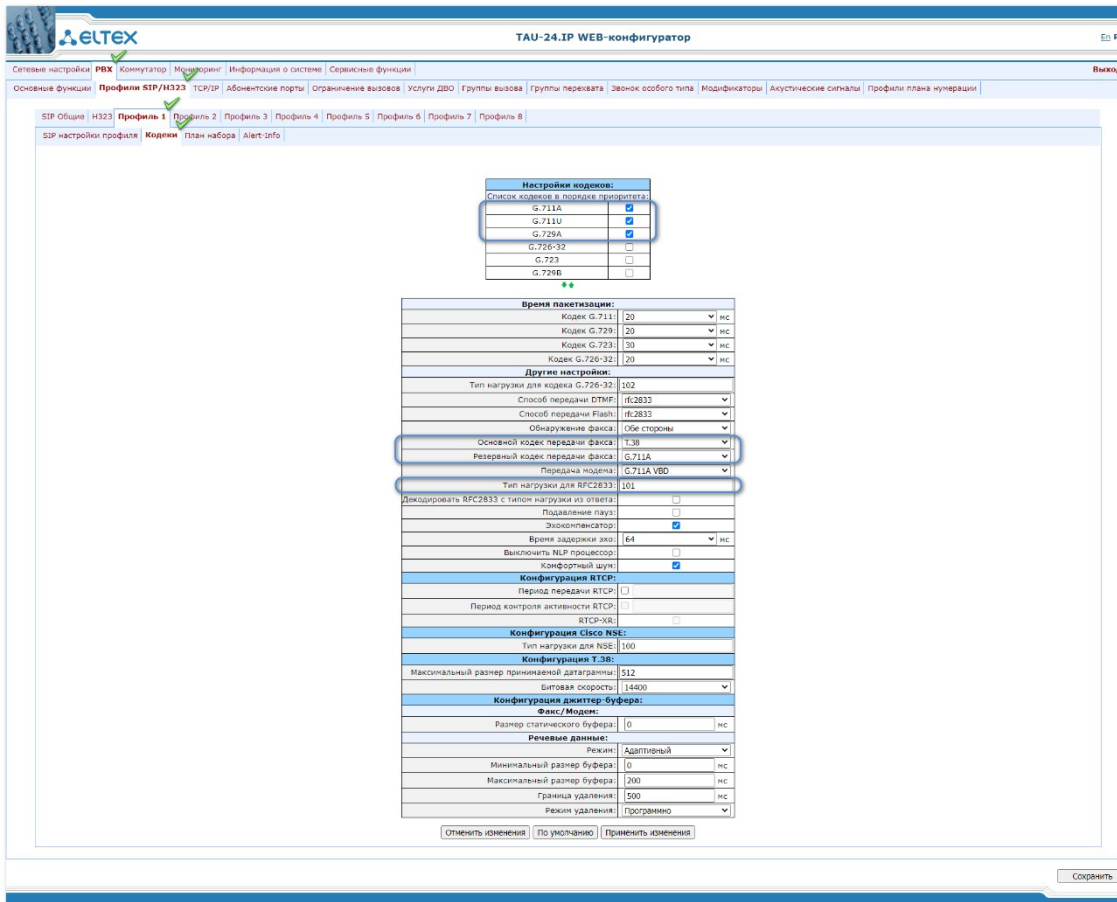 ELTEX
TAU-24.IP WEB-конфигуратор
En
Сетевые настройки PBX Коммутатор Мониторинг Информация о системе Сервисные функции
Выход
Основные функции Профили SIP/H323 TCP/IP Абонентские порты Ограничение вызовов Услуги ДВО Группы вызова Группы перехвата Звонок особого типа Модификаторы Акустические сигналы Профили плана нумерации
SIP Общие H323 Профиль 1 Профиль 2 Профиль 3 Профиль 4 Профиль 5 Профиль 6 Профиль 7 Профиль 8
SIP настройки профиля Кодеки План набора Alert-Info
Настройки кодеков:
Список кодеков в порядке приоритета:
G.711A
G.711U
G.729A
G.726-32
G.723
G.729B
Время пакетизации:
Кодек G.711: 20 мс
Кодек G.729: 20 мс
Кодек G.723: 30 мс
Кодек G.726-32: 20 мс
Другие настройки:
Тип нагрузки для кодека G.726-32: 102
Способ передачи DTMF: rfc2833
Способ передачи Flash: rfc2833
Обнаружение факса: Обе стороны
Основной кодек передачи факса: T.38
Резервный кодек передачи факса: G.711A
Передача модема: G.711A VBD
Тип нагрузки для RFC2833: 101
Декодировать RFC2833 с типом нагрузки из ответа:
Подавление пауз:
Эхокомпенсатор:
Время задержки эхо: 64 мс
Выключить NLP процессор:
Комфортный шум:
Конфигурация RTCP:
Период передачи RTCP:
Период контроля активности RTCP:
RTCP-XR:
Конфигурация Cisco NSE:
Тип нагрузки для NSE: 100
Конфигурация T.38:
Максимальный размер принимаемой датаграммы: 512
Битовая скорость: 14400
Конфигурация джиттер-буфера:
Факс/Модем:
Размер статического буфера: 0 мс
Речевые данные:
Режим: Адаптивный
Минимальный размер буфера: 0 мс
Максимальный размер буфера: 200 мс
Граница удаления: 500 мс
Режим удаления: Программно
Отменить изменения По умолчанию Применить изменения
Сохранить